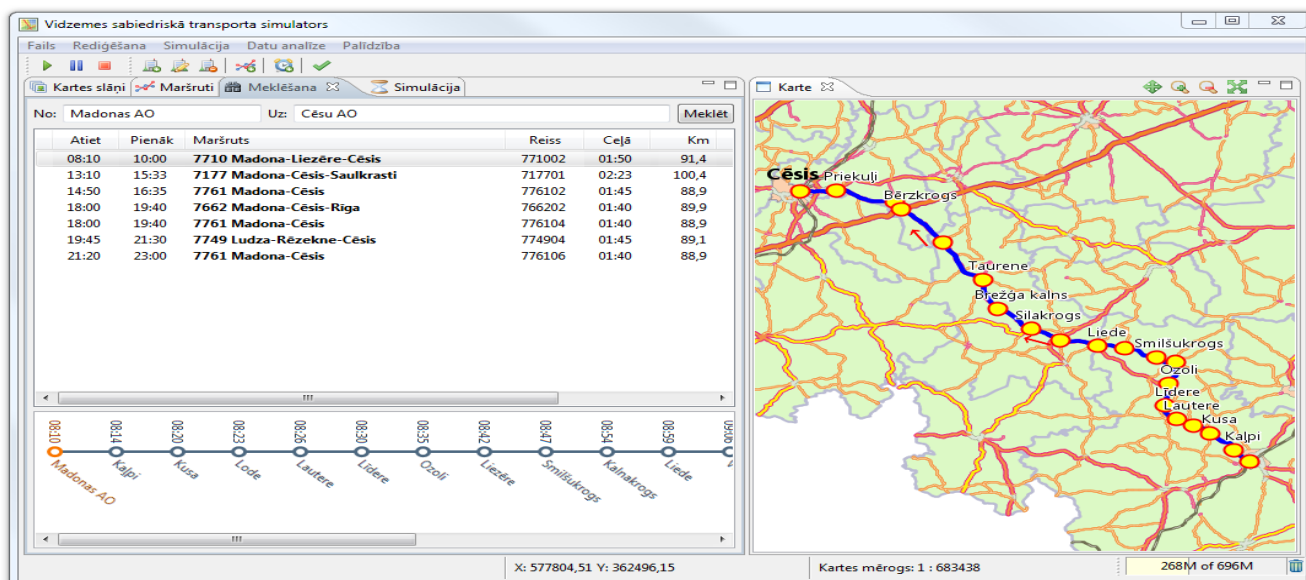 Vidzemes sabiedriskā transporta simulators
Fails Rediģēšana Simulācija Datu analīze Palīdzība
Kartes slāņi Maršruti Meklēšana Simulācija
No: Madonas AO Uz: Cēsu AO Meklēt
Atiet Pienāk Maršruts Reiss Ceļā Km
08:10 10:00 7710 Madona-Liezēre-Cēsis 771002 01:50 91,4
13:10 15:33 7177 Madona-Cēsis-Saulkrasti 717701 02:23 100,4
14:50 16:35 7761 Madona-Cēsis 776102 01:45 88,9
18:00 19:40 7662 Madona-Cēsis-Rīga 766202 01:40 89,9
18:00 19:40 7761 Madona-Cēsis 776104 01:40 88,9
19:45 21:30 7749 Ludza-Rēzekne-Cēsis 774904 01:45 89,1
21:20 23:00 7761 Madona-Cēsis 776106 01:40 88,9
08:10 08:14 08:20 08:23 08:26 08:30 08:35 08:42 08:47 08:54 08:59
Madonas AO Kaļpi Kusa Lode Lautere Līdere Ozoli Liezēre Smilšukrogs Kalnakrogs Liede
Karte
Cēsis Priekuļi
Bērzkrogs
Taurene
Brežģa kalns
Silakrogs
Liede
Smilšukrogs
Ozoli
Līdere
Lautere
Kusa
Kaļpi
X: 577804,51 Y: 362496,15 Kartes mērogs: 1 : 683438 268M of 696M